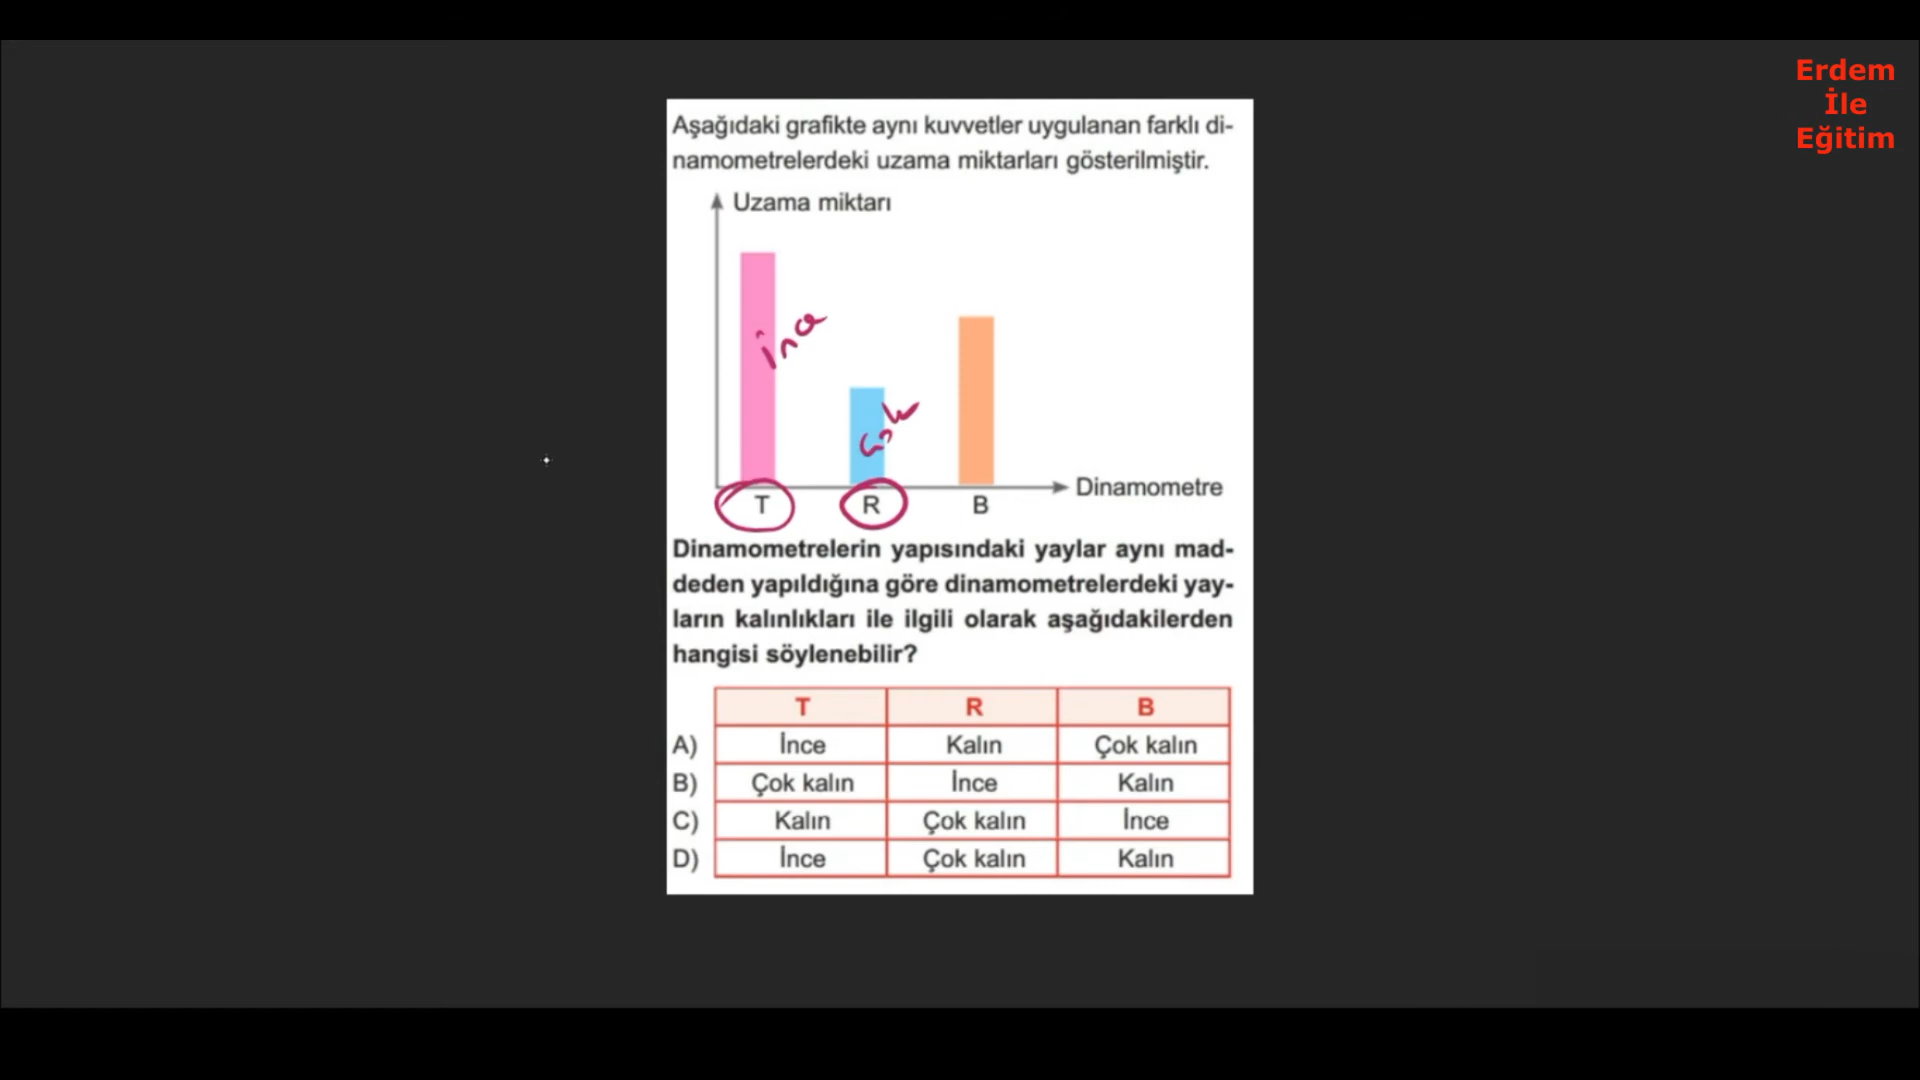 Erdem
İle
Eğitim
Aşağıdaki grafikte aynı kuvvetler uygulanan farklı di-
namometrelerdeki uzama miktarları gösterilmiştir.
Uzama miktarı
Dinamometre
T R B
Dinamometrelerin yapısındaki yaylar aynı mad-
deden yapıldığına göre dinamometrelerdeki yay-
ların kalınlıkları ile ilgili olarak aşağıdakilerden
hangisi söylenebilir?
T R B
A) İnce Kalın Çok kalın
B) Çok kalın İnce Kalın
C) Kalın Çok kalın İnce
D) İnce Çok kalın Kalın